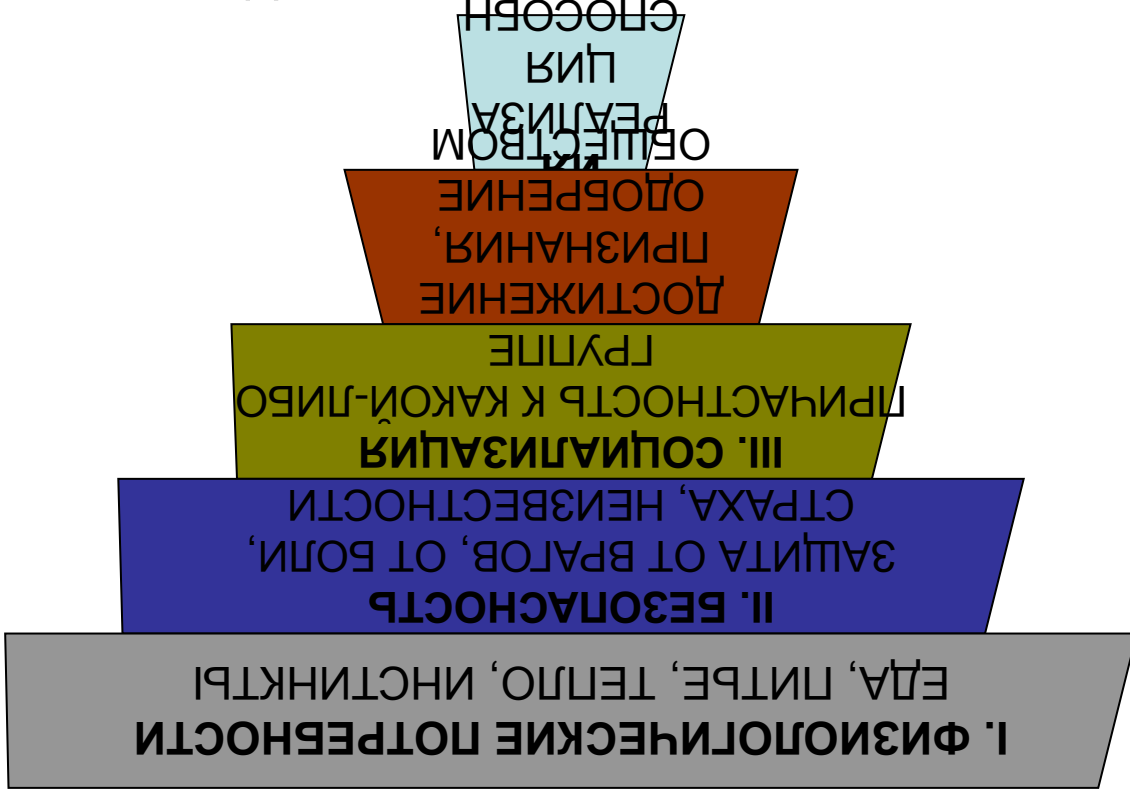 I. ФИЗИОЛОГИЧЕСКИЕ ПОТРЕБНОСТИ
ЕДА, ПИТЬЕ, ТЕПЛО, ИНСТИНКТЫ
II. БЕЗОПАСНОСТЬ
ЗАЩИТА ОТ ВРАГОВ, ОТ БОЛИ,
СТРАХА, НЕИЗВЕСТНОСТИ
III. СОЦИАЛИЗАЦИЯ
ПРИЧАСТНОСТЬ К КАКОЙ-ЛИБО
ГРУППЕ
ДОСТИЖЕНИЕ
ПРИЗНАНИЯ,
ОДОБРЕНИЕ
ОБЩЕСТВОМ
РЕАЛИЗА
ЦИЯ
СПОСОБН